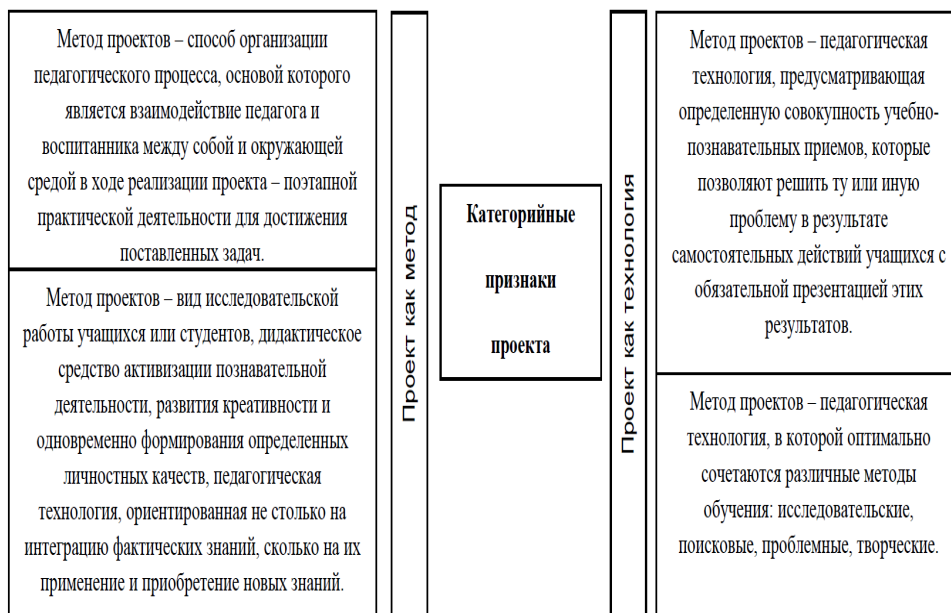 Метод проектов – способ организации
педагогического процесса, основой которого
является взаимодействие педагога и
воспитанника между собой и окружающей
средой в ходе реализации проекта – поэтапной
практической деятельности для достижения
поставленных задач.
Метод проектов – вид исследовательской
работы учащихся или студентов, дидактическое
средство активизации познавательной
деятельности, развития креативности и
одновременно формирования определенных
личностных качеств, педагогическая
технология, ориентированная не столько на
интеграцию фактических знаний, сколько на их
применение и приобретение новых знаний.
Проект как метод
Категорийные
признаки
проекта
Проект как технология
Метод проектов – педагогическая
технология, предусматривающая
определенную совокупность учебно-
познавательных приемов, которые
позволяют решить ту или иную
проблему в результате
самостоятельных действий учащихся с
обязательной презентацией этих
результатов.
Метод проектов – педагогическая
технология, в которой оптимально
сочетаются различные методы
обучения: исследовательские,
поисковые, проблемные, творческие.